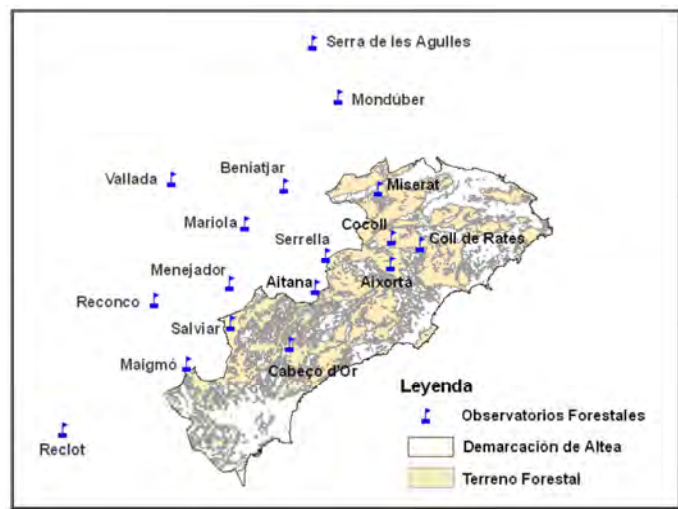 Serra de les Agulles
Mondúber
Vallada
Beniatjar
Miserat
Mariola
Cocoll
Serrella
Coll de Rates
Menejador
Aitana
Aixorta
Reconco
Salviar
Maigmó
Cabeço d'Or
Leyenda
Observatorios Forestales
Reclot
Demarcación de Altea
Terreno Forestal